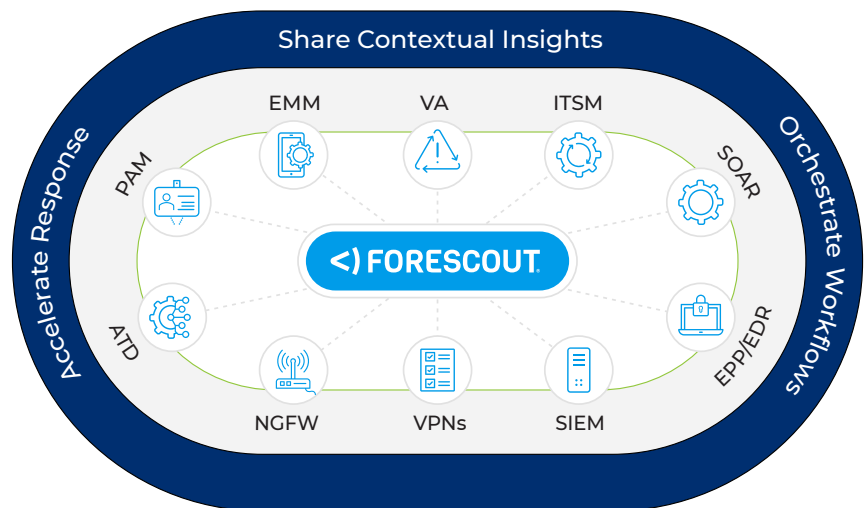 Share Contextual Insights
Accelerate Response
Orchestrate Workflows
EMM
VA
ITSM
PAM
SOAR
<) FORESCOUT.
ATD
EPP/EDR
NGFW
VPNs
SIEM